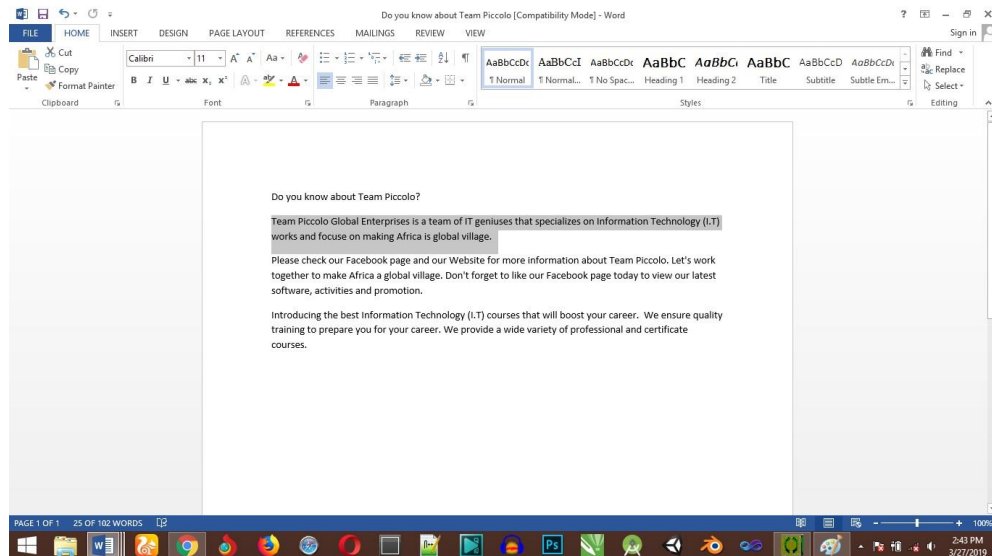 Do you know about Team Piccolo [Compatibility Mode] - Word
?
FILE HOME INSERT DESIGN PAGE LAYOUT REFERENCES MAILINGS REVIEW VIEW Sign in
Paste
Cut
Copy
Format Painter
Calibri 11
B I U abc X₂ X²
AaBbCcDc AaBbCcI AaBbCcDc AaBbC AaBbCc AaBbC AaBbCcD AaBbCcDc
¶ Normal ¶ Normal... ¶ No Spac... Heading 1 Heading 2 Title Subtitle Subtle Em...
Find
Replace
Select
Clipboard Font Paragraph Styles Editing
Do you know about Team Piccolo?
Team Piccolo Global Enterprises is a team of IT geniuses that specializes on Information Technology (I.T)
works and focuse on making Africa is global village.
Please check our Facebook page and our Website for more information about Team Piccolo. Let's work
together to make Africa a global village. Don't forget to like our Facebook page today to view our latest
software, activities and promotion.
Introducing the best Information Technology (I.T) courses that will boost your career. We ensure quality
training to prepare you for your career. We provide a wide variety of professional and certificate
courses.
PAGE 1 OF 1 25 OF 102 WORDS 100%
Ps
2:43 PM
3/27/2019